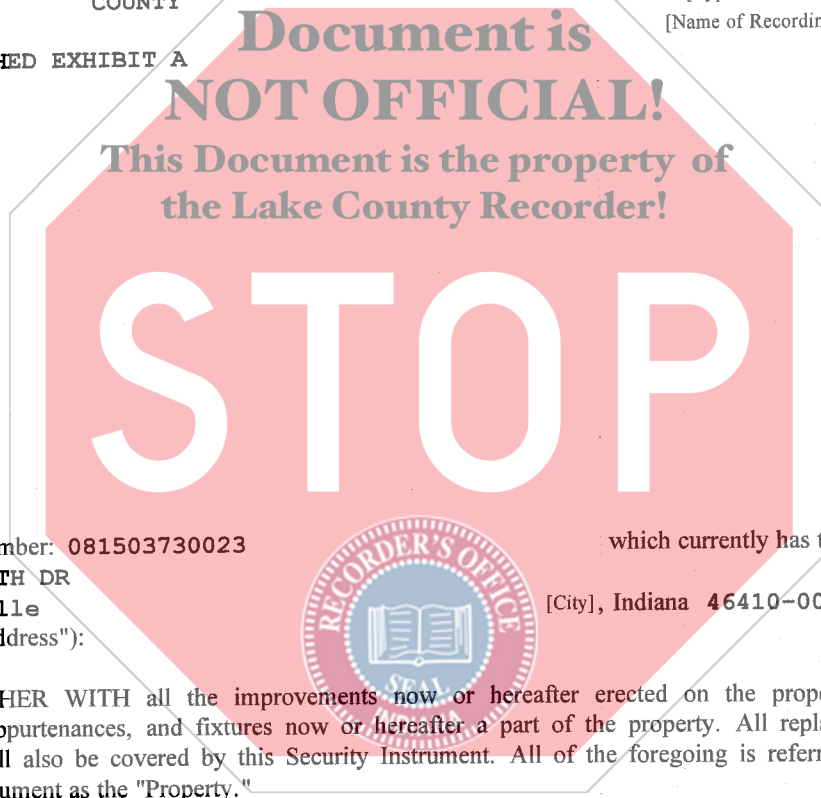 COUNTY
[Name of Recordin
HED EXHIBIT A
Document is
NOT OFFICIAL!
This Document is the property of
the Lake County Recorder!
STOP
mber: 081503730023 which currently has t
TH DR
lle [City], Indiana 46410-00
ddress"):
RECORDER'S OFFICE
SEAL
HER WITH all the improvements now or hereafter erected on the prope
ppurtenances, and fixtures now or hereafter a part of the property. All repla
ll also be covered by this Security Instrument. All of the foregoing is referr
ument as the "Property."